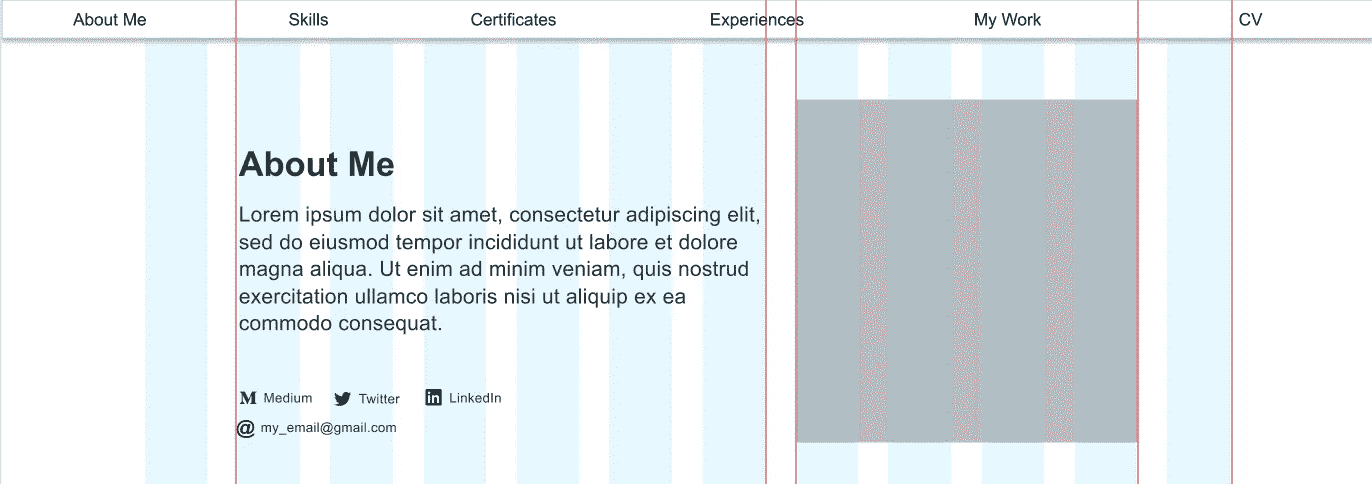 About Me Skills Certificates Experiences My Work CV
About Me
Lorem ipsum dolor sit amet, consectetur adipiscing elit,
sed do eiusmod tempor incididunt ut labore et dolore
magna aliqua. Ut enim ad minim veniam, quis nostrud
exercitation ullamco laboris nisi ut aliquip ex ea
commodo consequat.
M Medium Twitter in LinkedIn
@ my_email@gmail.com